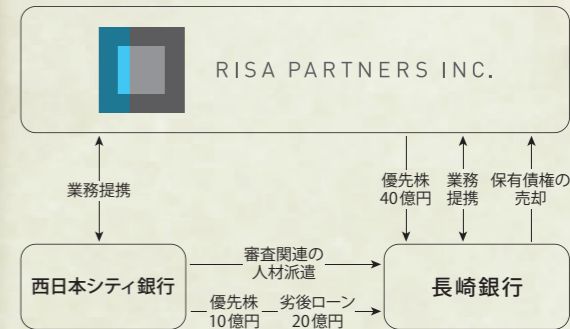 RISA PARTNERS INC.
業務提携
優先株
40億円
業務
提携
保有債権の
売却
西日本シティ銀行
審査関連の
人材派遣
優先株
10億円
劣後ローン
20億円
長崎銀行